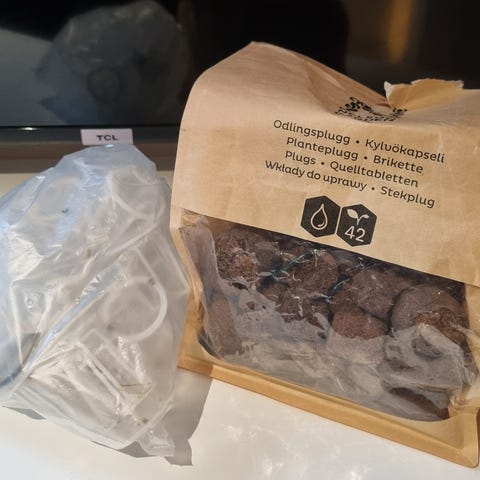 TCL
Odlingsplugg • Kylvökapseli
Planteplugg • Brikette
Plugs • Quelltabletten
Wkłady do uprawy • Stekplug
42